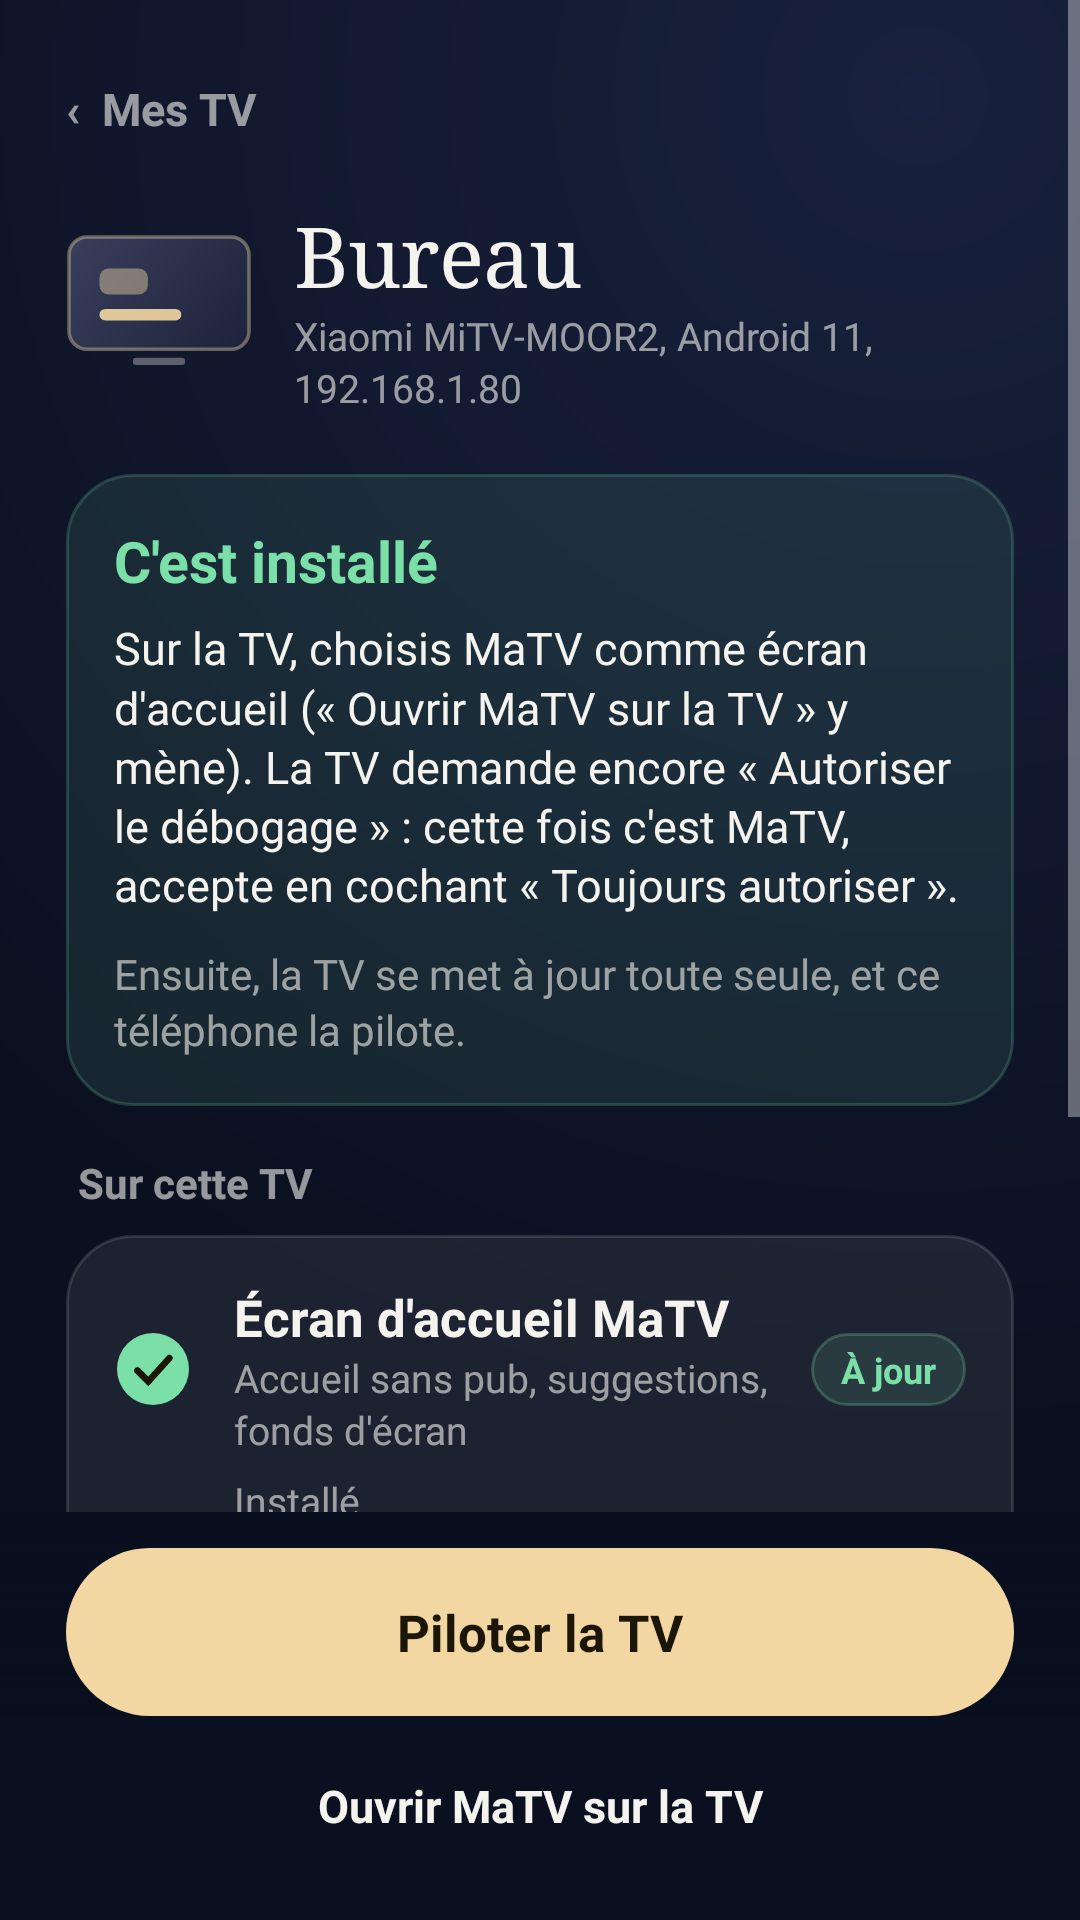 ‹ Mes TV
Bureau
Xiaomi MiTV-MOOR2, Android 11,
192.168.1.80
C'est installé
Sur la TV, choisis MaTV comme écran
d'accueil (« Ouvrir MaTV sur la TV » y
mène). La TV demande encore « Autoriser
le débogage » : cette fois c'est MaTV,
accepte en cochant « Toujours autoriser ».
Ensuite, la TV se met à jour toute seule, et ce
téléphone la pilote.
Sur cette TV
Écran d'accueil MaTV
Accueil sans pub, suggestions,
fonds d'écran
À jour
Installé
Piloter la TV
Ouvrir MaTV sur la TV